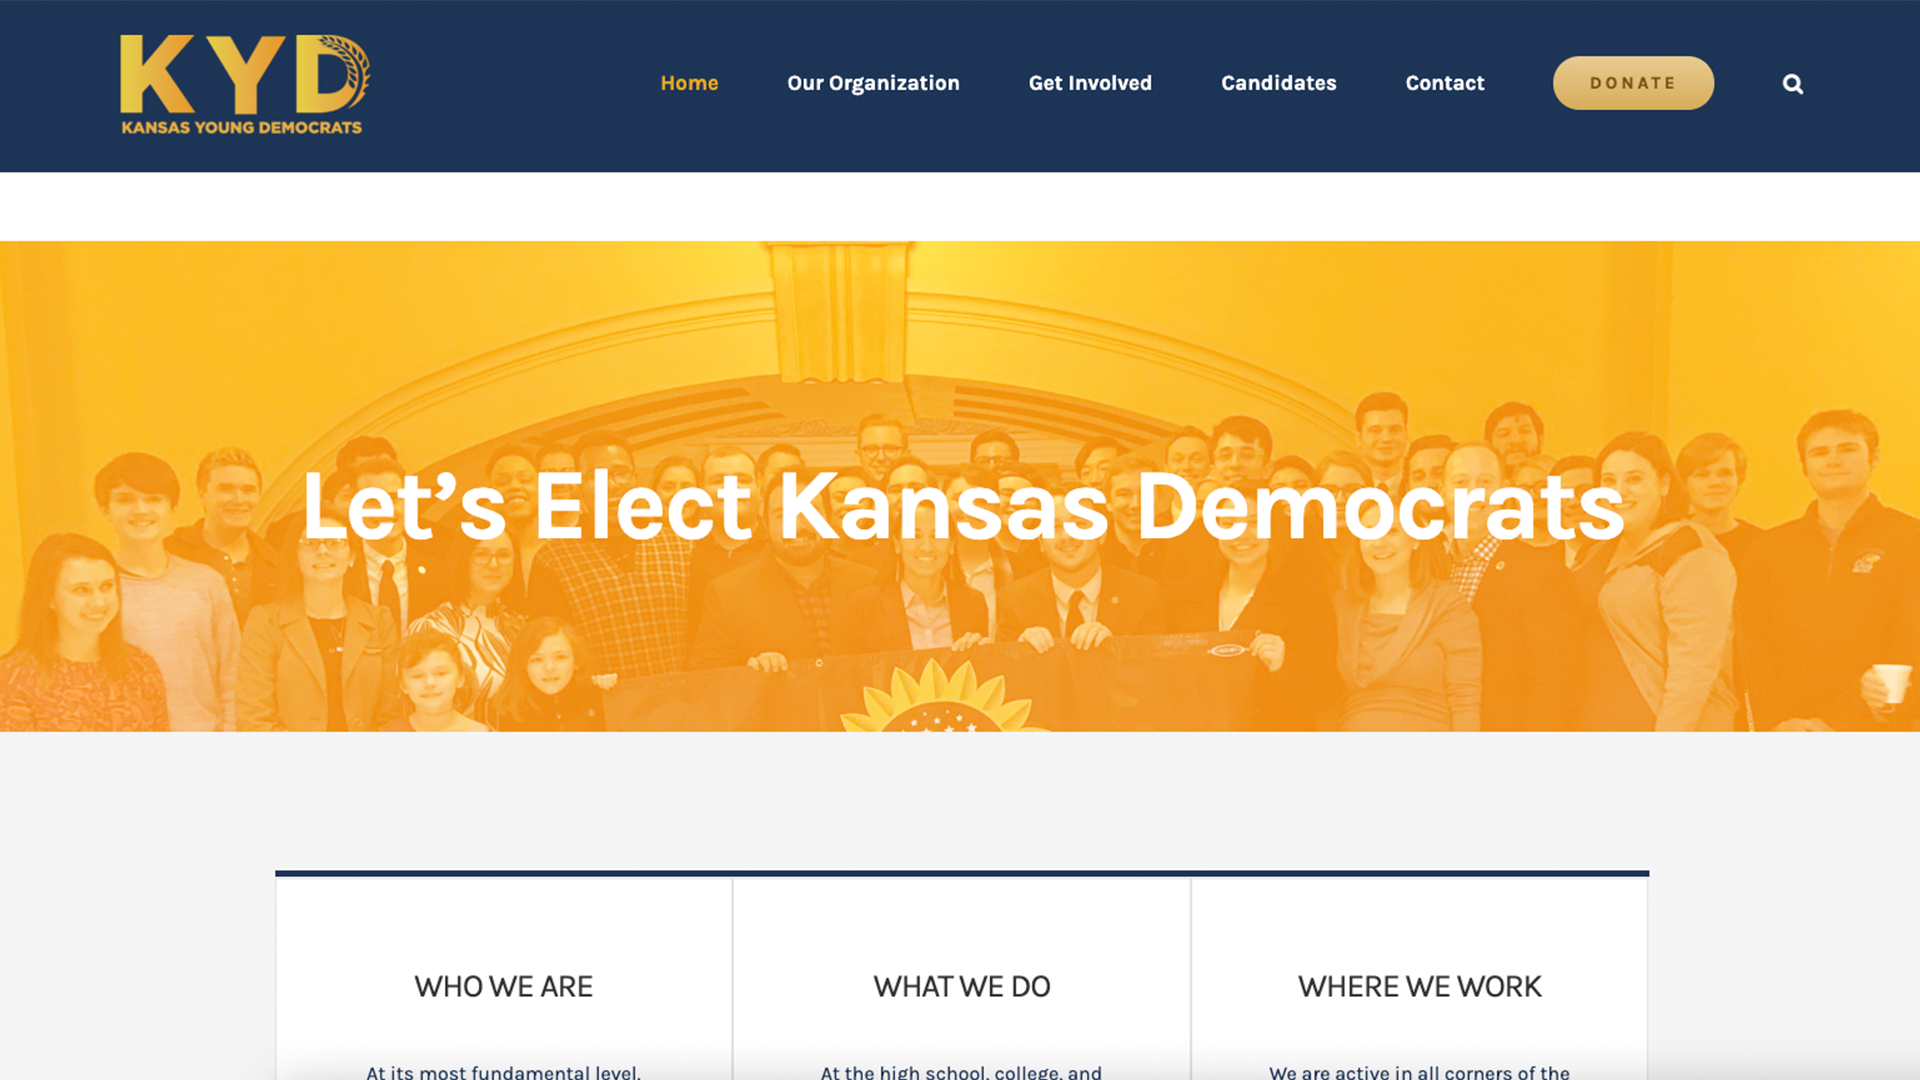 KYD
KANSAS YOUNG DEMOCRATS
Home
Our Organization
Get Involved
Candidates
Contact
DONATE
Let’s Elect Kansas Democrats
WHO WE ARE
WHAT WE DO
WHERE WE WORK
At its most fundamental level,
At the high school, college, and
We are active in all corners of the